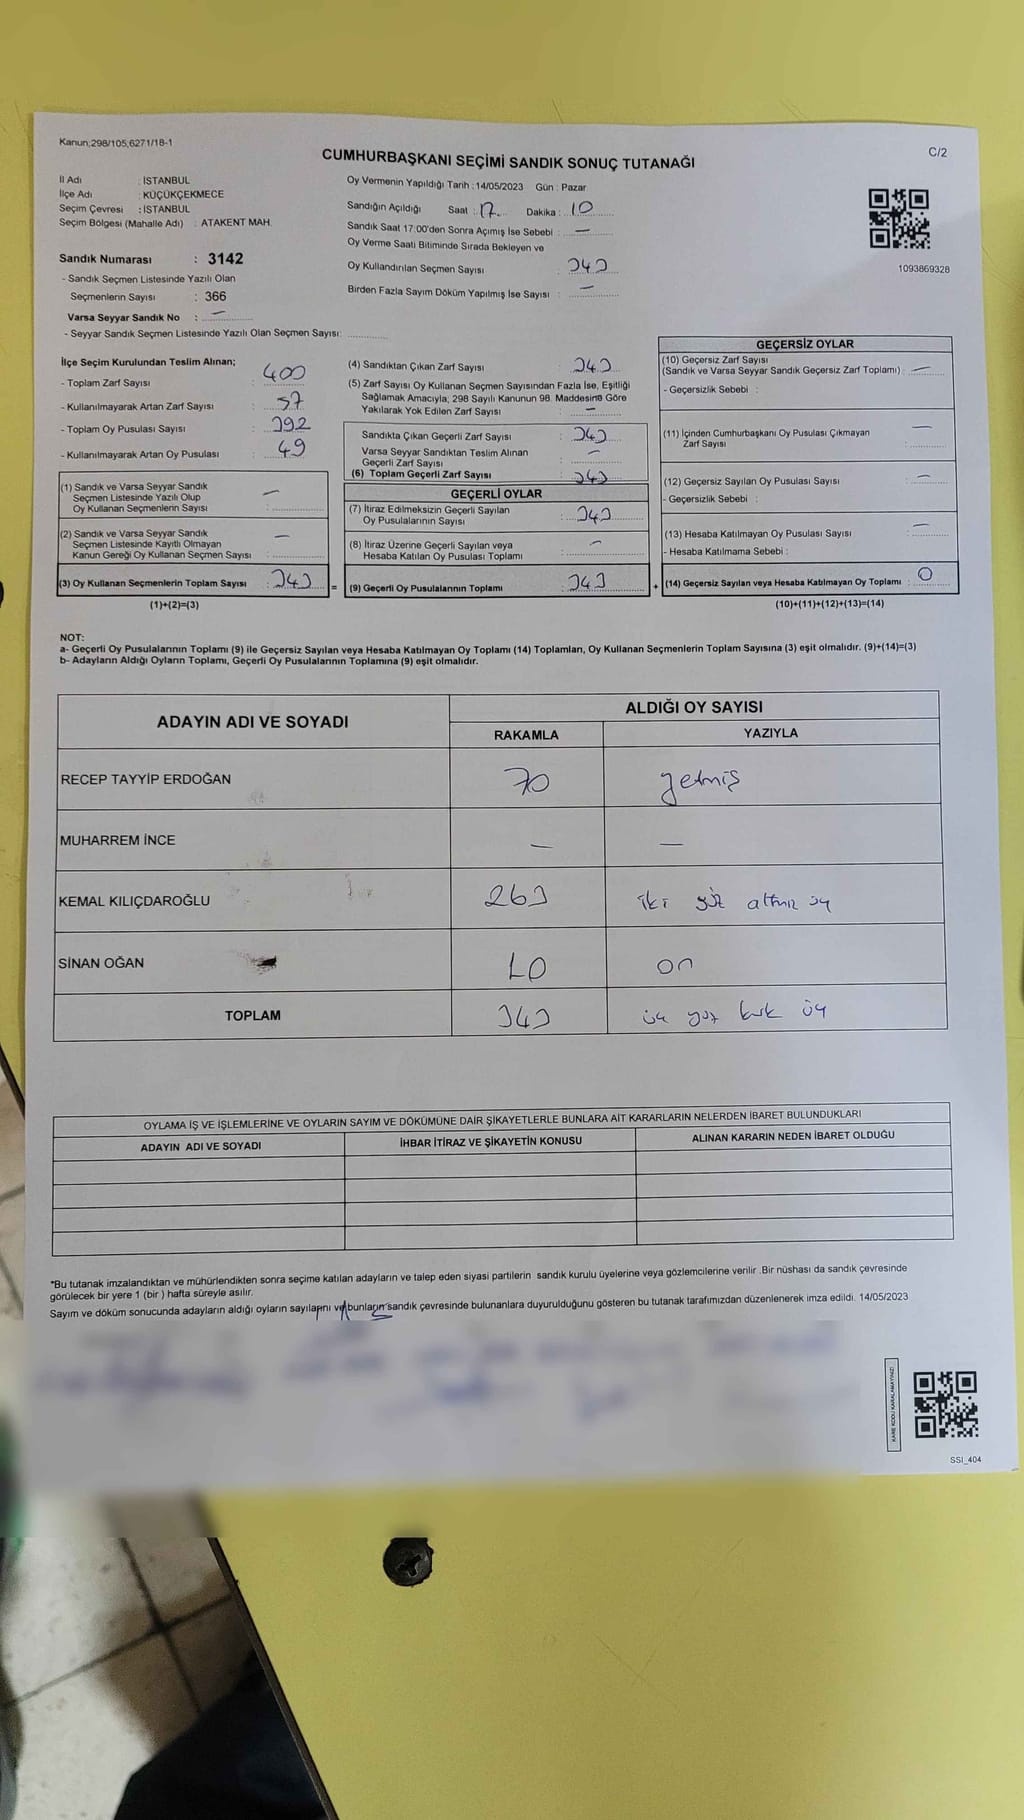 Kanun;298/105,6271/18-1
C/2
CUMHURBAŞKANI SEÇİMİ SANDIK SONUÇ TUTANAĞI
İl Adı : İSTANBUL
İlçe Adı : KÜÇÜKÇEKMECE
Seçim Çevresi : İSTANBUL
Seçim Bölgesi (Mahalle Adı) : ATAKENT MAH.
Sandık Numarası : 3142
- Sandık Seçmen Listesinde Yazılı Olan
Seçmenlerin Sayısı : 366
Varsa Seyyar Sandık No : —
- Seyyar Sandık Seçmen Listesinde Yazılı Olan Seçmen Sayısı:
Oy Vermenin Yapıldığı Tarih : 14/05/2023 Gün : Pazar
Sandığın Açıldığı Saat : 17 Dakika : 10
Sandık Saat 17:00'den Sonra Açımış İse Sebebi : —
Oy Verme Saati Bitiminde Sırada Bekleyen ve
Oy Kullandırılan Seçmen Sayısı : 343
Birden Fazla Sayım Döküm Yapılmış İse Sayısı : —
1093869328
İlçe Seçim Kurulundan Teslim Alınan;
- Toplam Zarf Sayısı : 400
- Kullanılmayarak Artan Zarf Sayısı : 57
- Toplam Oy Pusulası Sayısı : 392
- Kullanılmayarak Artan Oy Pusulası : 49
(1) Sandık ve Varsa Seyyar Sandık
Seçmen Listesinde Yazılı Olup
Oy Kullanan Seçmenlerin Sayısı : —
(2) Sandık ve Varsa Seyyar Sandık
Seçmen Listesinde Kayıtlı Olmayan
Kanun Gereği Oy Kullanan Seçmen Sayısı : —
(3) Oy Kullanan Seçmenlerin Toplam Sayısı : 343 =
(1)+(2)=(3)
(4) Sandıktan Çıkan Zarf Sayısı : 343
(5) Zarf Sayısı Oy Kullanan Seçmen Sayısından Fazla İse, Eşitliği
Sağlamak Amacıyla, 298 Sayılı Kanunun 98. Maddesine Göre
Yakılarak Yok Edilen Zarf Sayısı : —
Sandıkta Çıkan Geçerli Zarf Sayısı : 343
Varsa Seyyar Sandıktan Teslim Alınan
Geçerli Zarf Sayısı : —
(6) Toplam Geçerli Zarf Sayısı : 343
GEÇERLİ OYLAR
(7) İtiraz Edilmeksizin Geçerli Sayılan
Oy Pusulalarının Sayısı : 343
(8) İtiraz Üzerine Geçerli Sayılan veya
Hesaba Katılan Oy Pusulası Toplamı : —
(9) Geçerli Oy Pusulalarının Toplamı : 343 +
GEÇERSİZ OYLAR
(10) Geçersiz Zarf Sayısı
(Sandık ve Varsa Seyyar Sandık Geçersiz Zarf Toplamı) : —
- Geçersizlik Sebebi :
(11) İçinden Cumhurbaşkanı Oy Pusulası Çıkmayan
Zarf Sayısı : —
(12) Geçersiz Sayılan Oy Pusulası Sayısı : —
- Geçersizlik Sebebi :
(13) Hesaba Katılmayan Oy Pusulası Sayısı : —
- Hesaba Katılmama Sebebi :
(14) Geçersiz Sayılan veya Hesaba Katılmayan Oy Toplamı : 0
(10)+(11)+(12)+(13)=(14)
NOT:
a- Geçerli Oy Pusulalarının Toplamı (9) ile Geçersiz Sayılan veya Hesaba Katılmayan Oy Toplamı (14) Toplamları, Oy Kullanan Seçmenlerin Toplam Sayısına (3) eşit olmalıdır. (9)+(14)=(3)
b- Adayların Aldığı Oyların Toplamı, Geçerli Oy Pusulalarının Toplamına (9) eşit olmalıdır.
ADAYIN ADI VE SOYADI
ALDIĞI OY SAYISI
RAKAMLA YAZIYLA
RECEP TAYYİP ERDOĞAN 70 yetmiş
MUHARREM İNCE — —
KEMAL KILIÇDAROĞLU 263 iki yüz altmış üç
SİNAN OĞAN 10 on
TOPLAM 343 üç yüz kırk üç
OYLAMA İŞ VE İŞLEMLERİNE VE OYLARIN SAYIM VE DÖKÜMÜNE DAİR ŞİKAYETLERLE BUNLARA AİT KARARLARIN NELERDEN İBARET BULUNDUKLARI
ADAYIN ADI VE SOYADI İHBAR İTİRAZ VE ŞİKAYETİN KONUSU ALINAN KARARIN NEDEN İBARET OLDUĞU
*Bu tutanak imzalandıktan ve mühürlendikten sonra seçime katılan adayların ve talep eden siyasi partilerin sandık kurulu üyelerine veya gözlemcilerine verilir .Bir nüshası da sandık çevresinde
görülecek bir yere 1 (bir ) hafta süreyle asılır.
Sayım ve döküm sonucunda adayların aldığı oyların sayılarını ve bunların sandık çevresinde bulunanlara duyurulduğunu gösteren bu tutanak tarafımızdan düzenlenerek imza edildi. 14/05/2023
KARE KODU KARALAMAYINIZ!
SSI_404